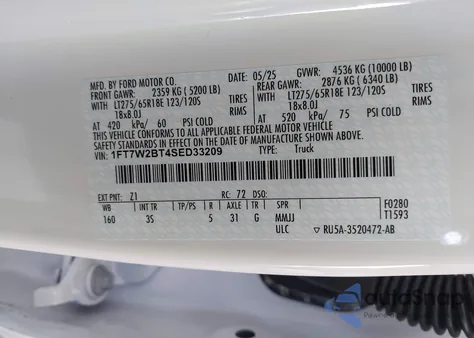 MFD. BY FORD MOTOR CO.
DATE: 05/25 GVWR: 4536 KG (10000 LB)
FRONT GAWR: 2359 KG ( 5200 LB) REAR GAWR: 2876 KG ( 6340 LB)
WITH LT275/65R18E 123/120S TIRES WITH LT275/65R18E 123/120S TIRES
18x8.0J RIMS 18x8.0J RIMS
AT 420 kPa/ 60 PSI COLD AT 520 kPa/ 75 PSI COLD
THIS VEHICLE CONFORMS TO ALL APPLICABLE FEDERAL MOTOR VEHICLE
SAFETY STANDARDS IN EFFECT ON THE DATE OF MANUFACTURE SHOWN ABOVE.
VIN: 1FT7W2BT4SED33209 TYPE: Truck
EXT PNT: Z1 RC: 72 DSO: F0280
WB INT TR TP/PS R AXLE TR SPR T1593
160 3S 5 31 G MMJJ
ULC ▽ RU5A-3520472-AB
autoSnap